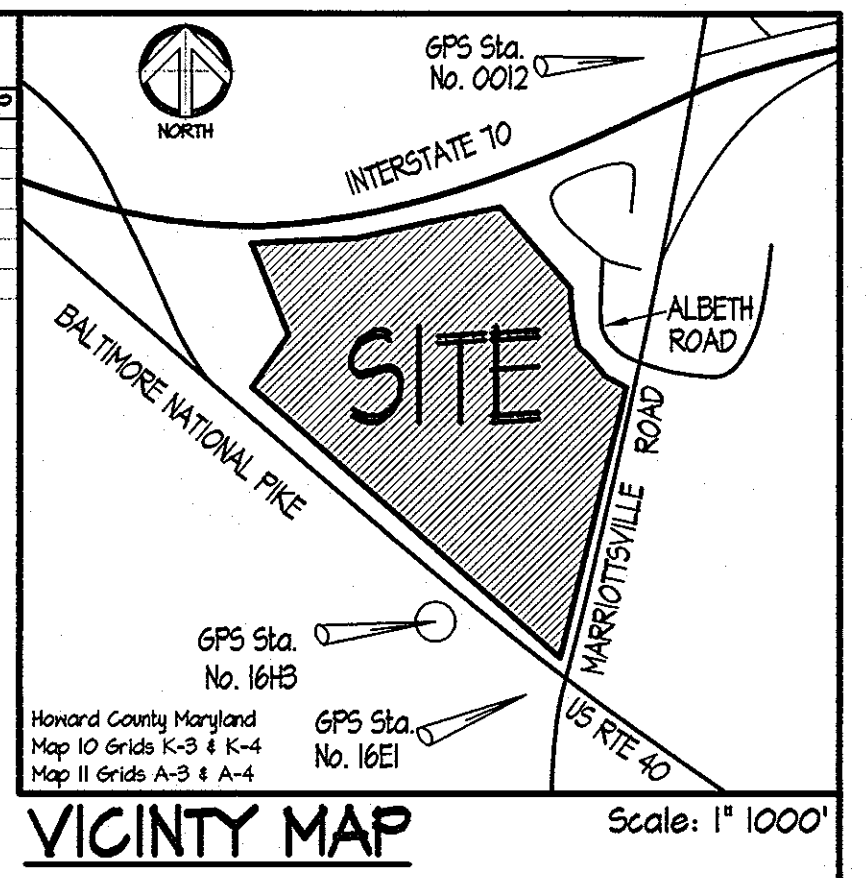 GPS Sta.
No. 0012
NORTH
INTERSTATE 70
ALBETH
ROAD
SITE
BALTIMORE NATIONAL PIKE
MARRIOTTSVILLE ROAD
GPS Sta.
No. 16H3
GPS Sta.
No. 16E1
US RTE 40
Howard County Maryland
Map 10 Grids K-3 & K-4
Map 11 Grids A-3 & A-4
VICINTY MAP
Scale: 1" 1000'